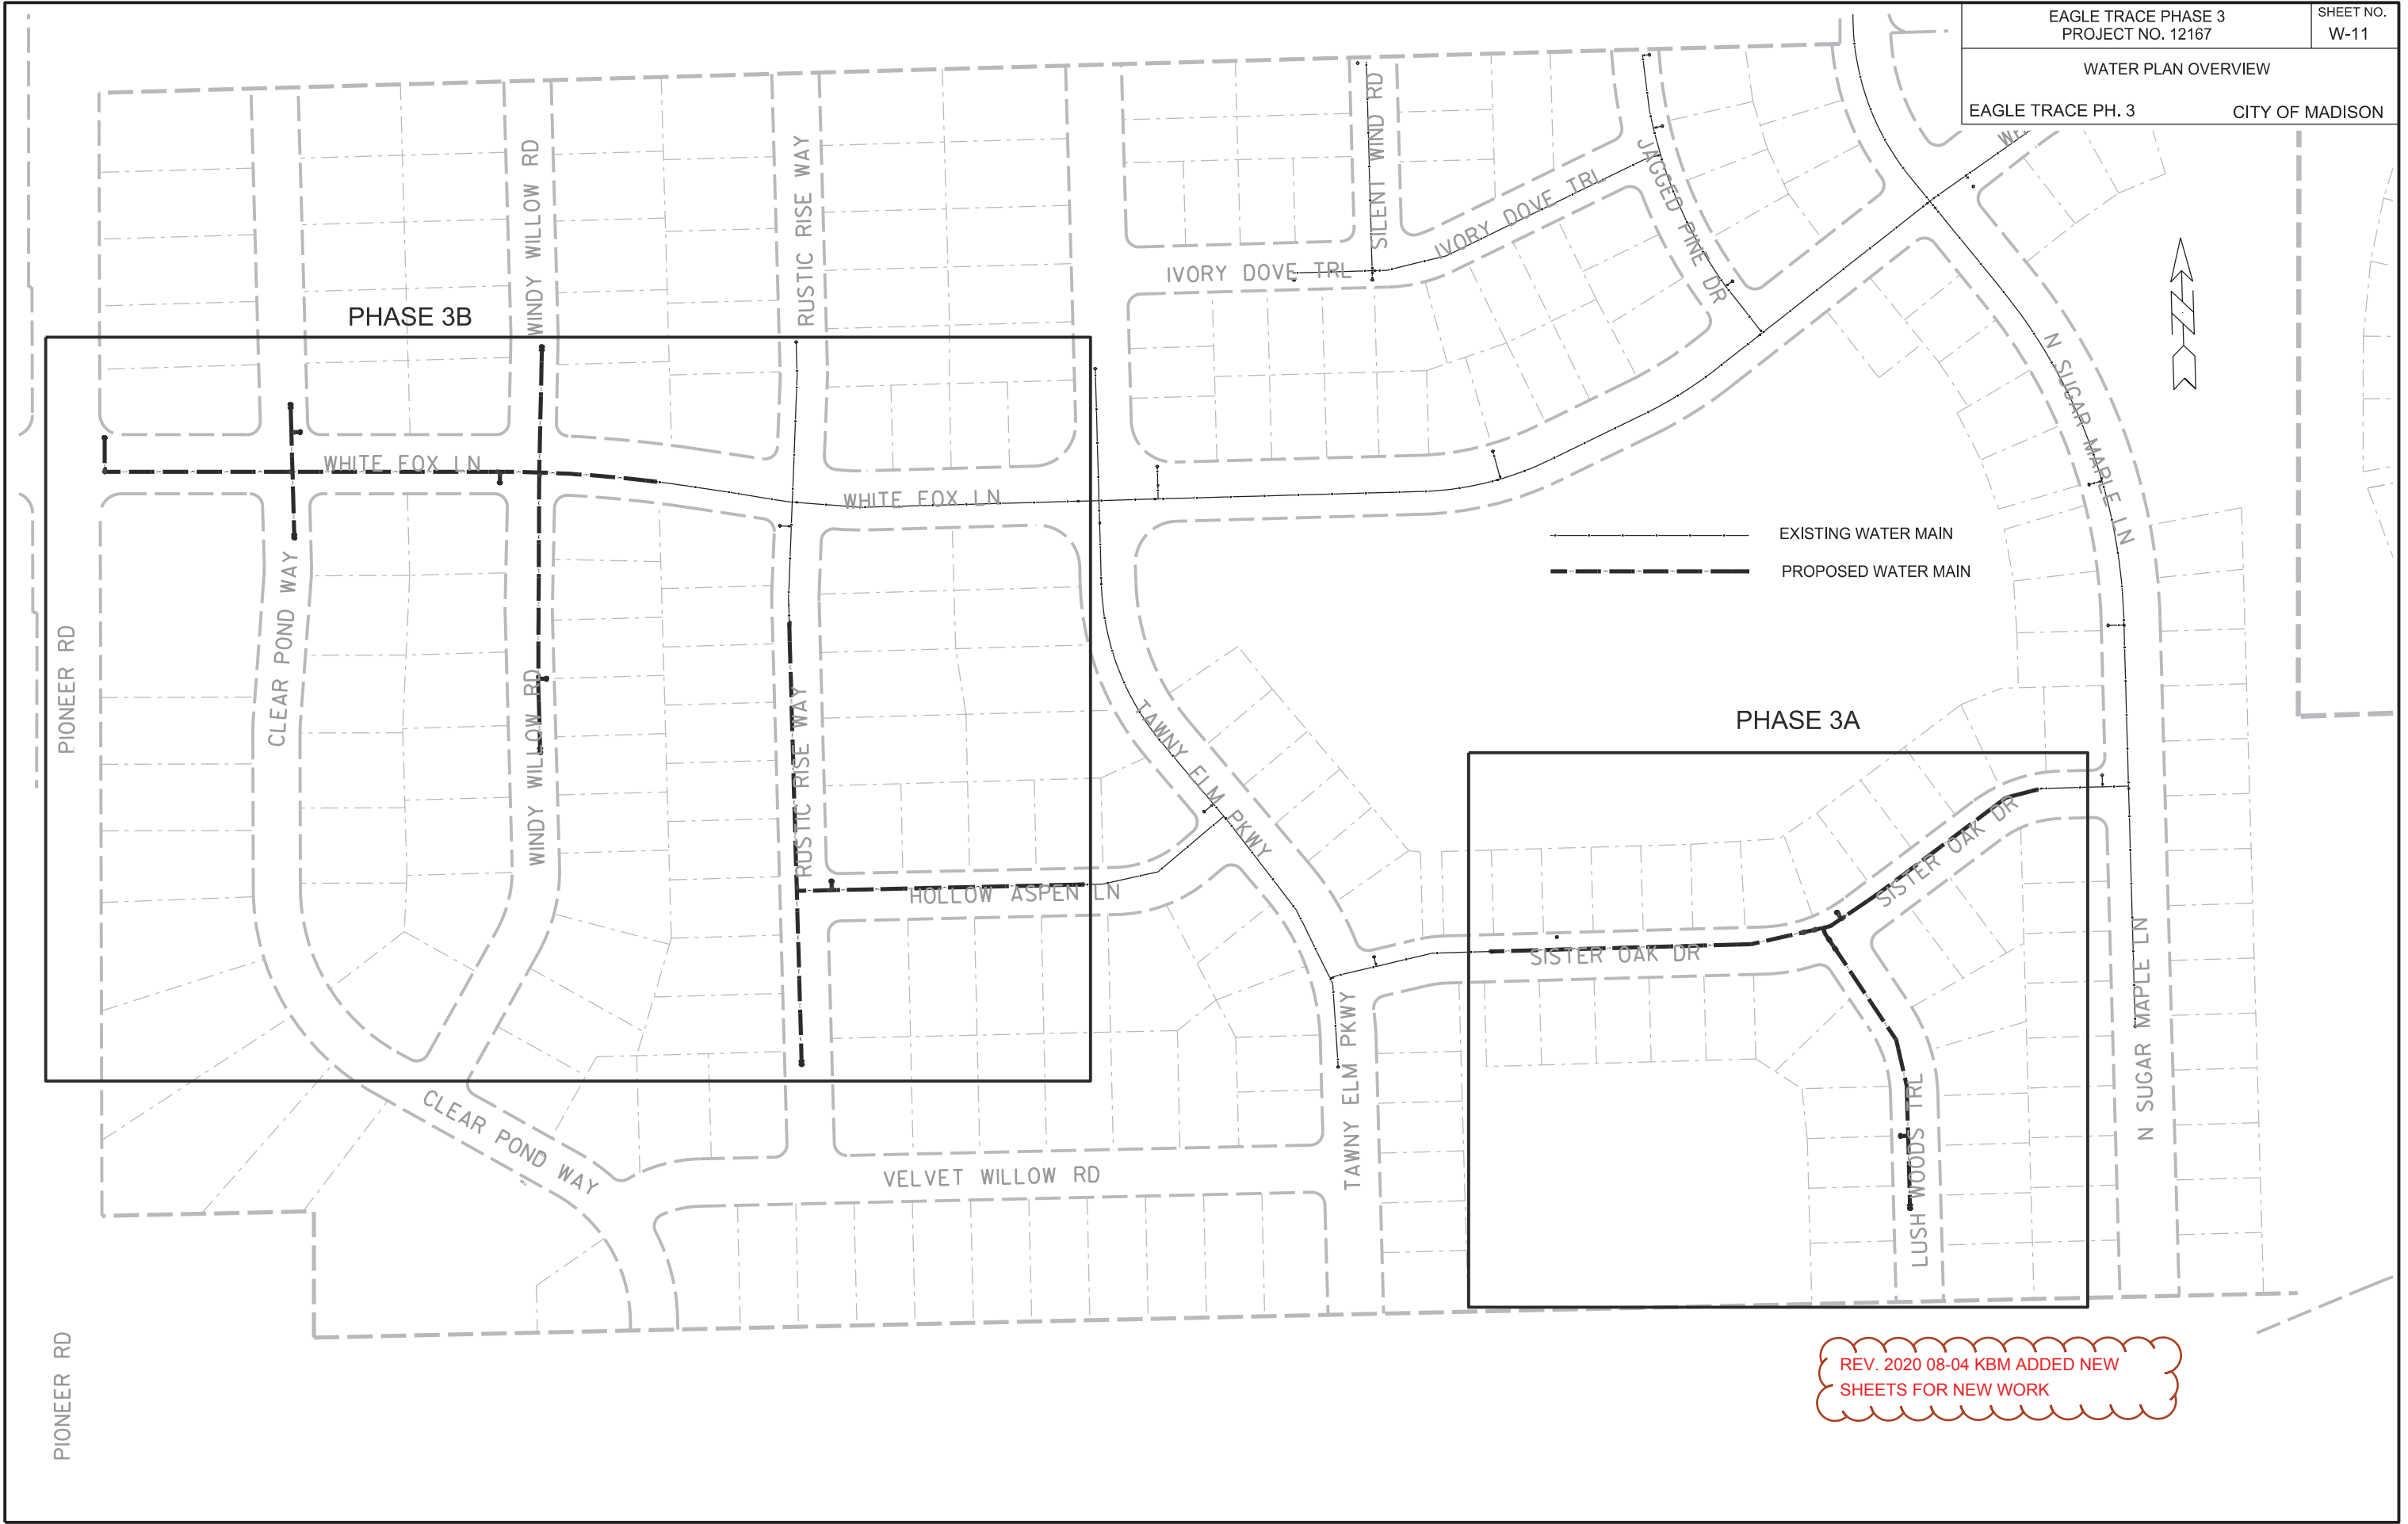 EAGLE TRACE PHASE 3
PROJECT NO. 12167
SHEET NO.
W-11
WATER PLAN OVERVIEW
EAGLE TRACE PH. 3
CITY OF MADISON
WINDY WILLOW RD
RUSTIC RISE WAY
SILENT WIND RD
IVORY DOVE TRL
IVORY DOVE TRL
JAGGED PINE DR
PHASE 3B
N SUGAR MAPLE LN
WHITE FOX LN
WHITE FOX LN
EXISTING WATER MAIN
PROPOSED WATER MAIN
PIONEER RD
CLEAR POND WAY
WINDY WILLOW RD
RUSTIC RISE WAY
TAWNY ELM PKWY
PHASE 3A
HOLLOW ASPEN LN
SISTER OAK DR
SISTER OAK DR
N SUGAR MAPLE LN
TAWNY ELM PKWY
LUSH WOODS TRL
CLEAR POND WAY
VELVET WILLOW RD
PIONEER RD
REV. 2020 08-04 KBM ADDED NEW
SHEETS FOR NEW WORK